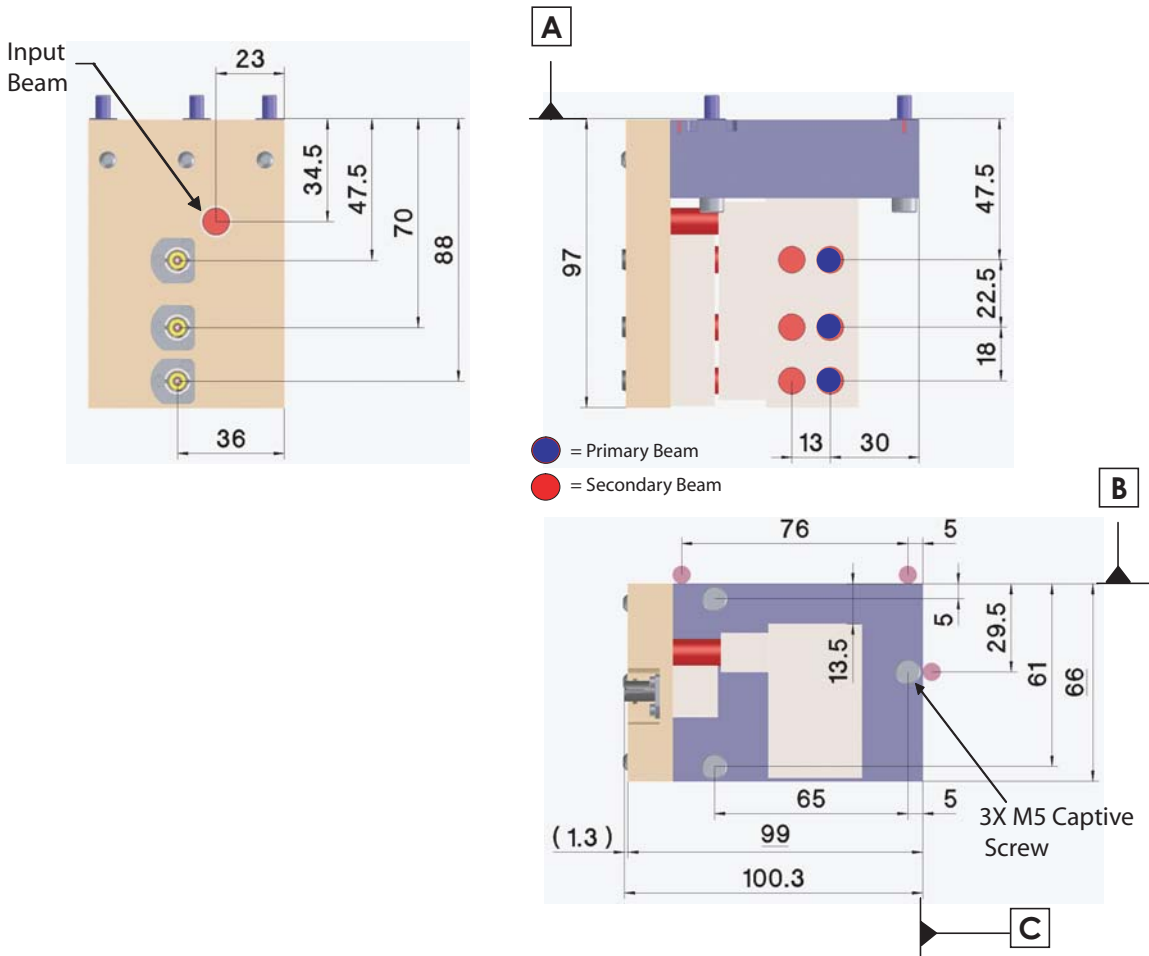 Input
Beam
23
34.5
47.5
70
88
36
A
97
47.5
22.5
18
13
30
= Primary Beam
= Secondary Beam
B
76
5
5
13.5
29.5
61
66
65
5
3X M5 Captive
Screw
( 1.3 )
99
100.3
C